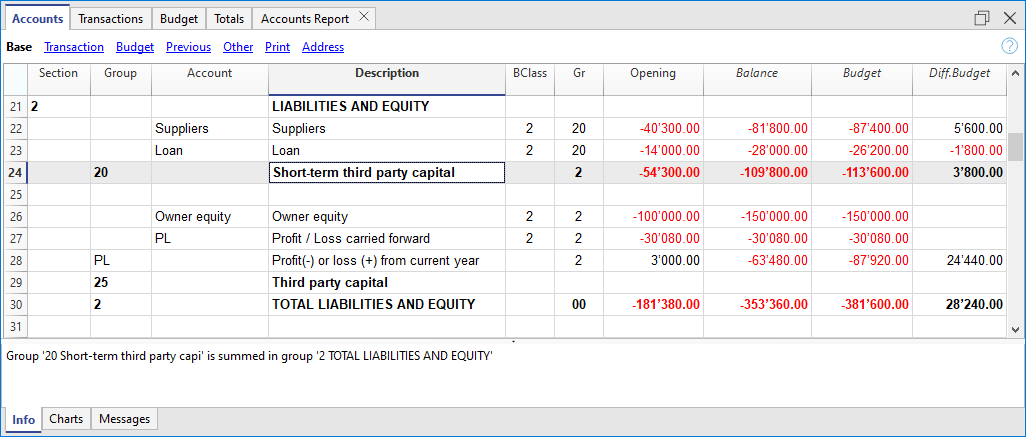 Accounts Transactions Budget Totals Accounts Report
Base Transaction Budget Previous Other Print Address
Section Group Account Description BClass Gr Opening Balance Budget Diff.Budget
21 2 LIABILITIES AND EQUITY
22 Suppliers Suppliers 2 20 -40'300.00 -81'800.00 -87'400.00 5'600.00
23 Loan Loan 2 20 -14'000.00 -28'000.00 -26'200.00 -1'800.00
24 20 Short-term third party capital 2 -54'300.00 -109'800.00 -113'600.00 3'800.00
25
26 Owner equity Owner equity 2 2 -100'000.00 -150'000.00 -150'000.00
27 PL Profit / Loss carried forward 2 2 -30'080.00 -30'080.00 -30'080.00
28 PL Profit(-) or loss (+) from current year 2 3'000.00 -63'480.00 -87'920.00 24'440.00
29 25 Third party capital
30 2 TOTAL LIABILITIES AND EQUITY 00 -181'380.00 -353'360.00 -381'600.00 28'240.00
31
Group '20 Short-term third party capi' is summed in group '2 TOTAL LIABILITIES AND EQUITY'
Info Charts Messages